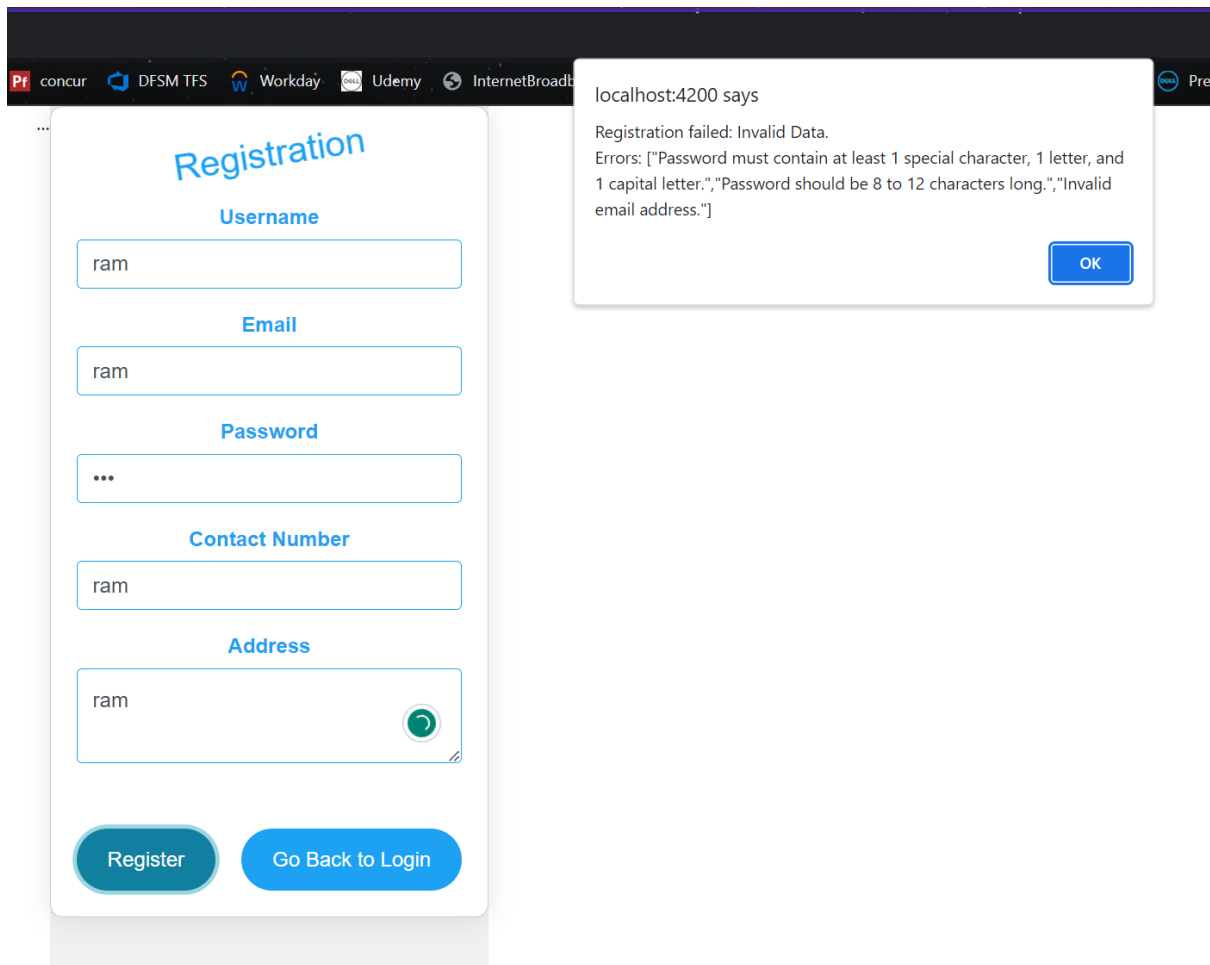 Pf concur DFSM TFS Workday DELL Udemy InternetBroadb
DELL Pre
localhost:4200 says
Registration failed: Invalid Data.
Errors: ["Password must contain at least 1 special character, 1 letter, and
1 capital letter.","Password should be 8 to 12 characters long.","Invalid
email address."]
OK
...
Registration
Username
ram
Email
ram
Password
•••
Contact Number
ram
Address
ram
Register Go Back to Login